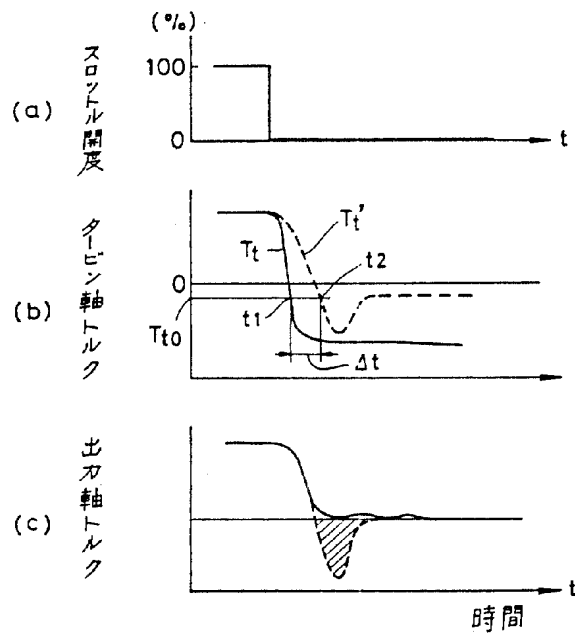 (%)
100
0
t
(a)
スロットル開度
Tt
Tt'
t2
0
Tt0
t1
Δt
(b)
タービン軸トルク
(c)
出力軸トルク
t
時間